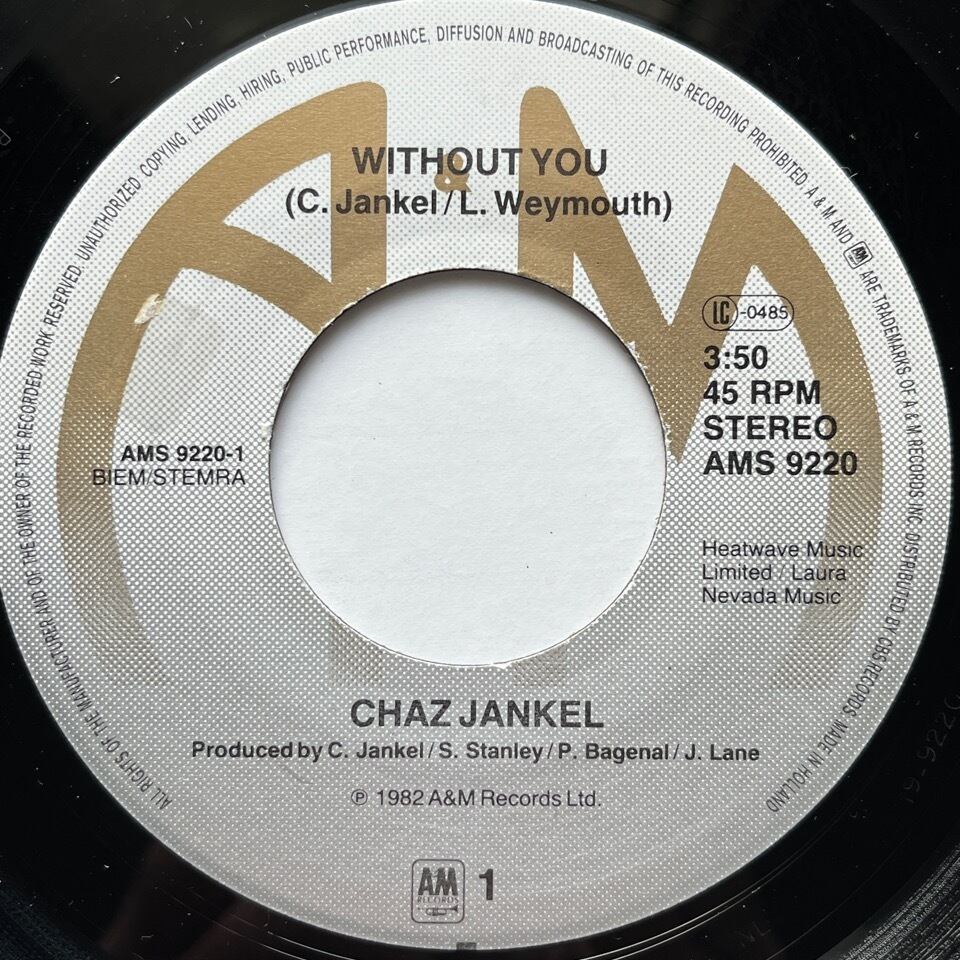 ALL RIGHTS OF THE MANUFACTURER AND OF THE OWNER OF THE RECORDED WORK RESERVED. UNAUTHORIZED COPYING, LENDING, HIRING, PUBLIC PERFORMANCE, DIFFUSION AND BROADCASTING OF THIS RECORDING PROHIBITED A & M AND AM ARE TRADEMARKS OF A & M RECORDS INC. DISTRIBUTED BY CBS RECORDS MADE IN HOLLAND
A & M
WITHOUT YOU
(C. Jankel/L. Weymouth)
LC-0485
3:50
45 RPM
STEREO
AMS 9220
AMS 9220-1
BIEM/STEMRA
Heatwave Music
Limited / Laura
Nevada Music
CHAZ JANKEL
Produced by C. Jankel/S. Stanley/P. Bagenal/J. Lane
℗ 1982 A&M Records Ltd.
AM
RECORDS
1